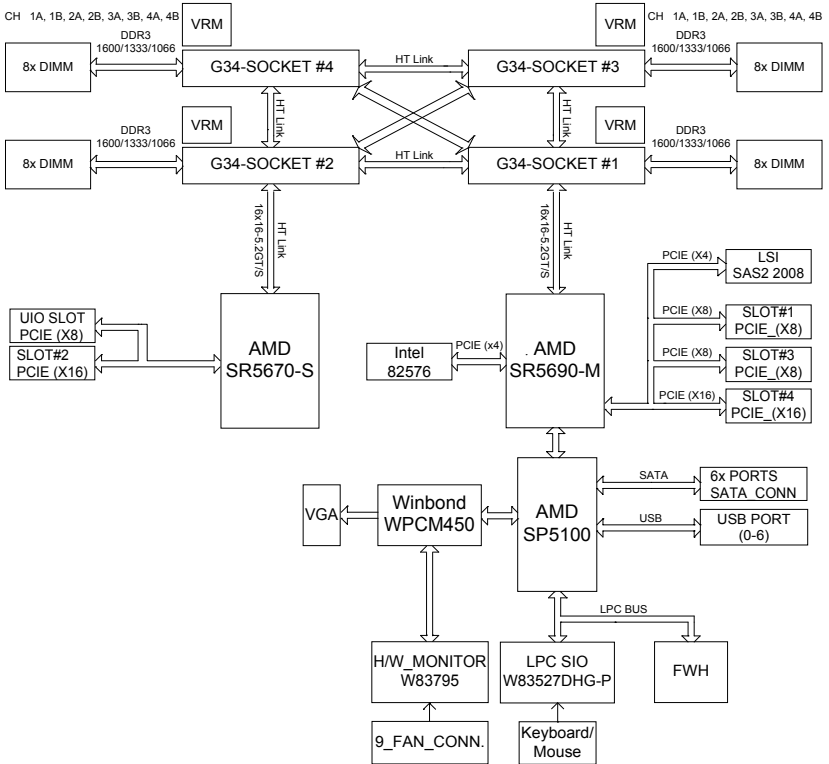 CH 1A, 1B, 2A, 2B, 3A, 3B, 4A, 4B
VRM
VRM
CH 1A, 1B, 2A, 2B, 3A, 3B, 4A, 4B
DDR3
1600/1333/1066
DDR3
1600/1333/1066
8x DIMM
G34-SOCKET #4
HT Link
G34-SOCKET #3
8x DIMM
HT Link
HT Link
VRM
VRM
DDR3
1600/1333/1066
DDR3
1600/1333/1066
8x DIMM
G34-SOCKET #2
HT Link
G34-SOCKET #1
8x DIMM
HT Link
16x16-5.2GT/S
HT Link
16x16-5.2GT/S
PCIE (X4)
LSI
SAS2 2008
UIO SLOT
PCIE (X8)
SLOT#2
PCIE (X16)
AMD
SR5670-S
Intel
82576
PCIE (x4)
AMD
SR5690-M
PCIE (X8)
SLOT#1
PCIE_(X8)
PCIE (X8)
SLOT#3
PCIE_(X8)
PCIE (X16)
SLOT#4
PCIE_(X16)
VGA
Winbond
WPCM450
AMD
SP5100
SATA
6x PORTS
SATA_CONN
USB
USB PORT
(0-6)
LPC BUS
H/W_MONITOR
W83795
LPC SIO
W83527DHG-P
FWH
9_FAN_CONN.
Keyboard/
Mouse